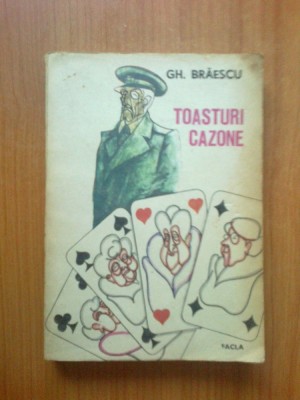 GH. BRĂESCU
TOASTURI
CAZONE
FACLA